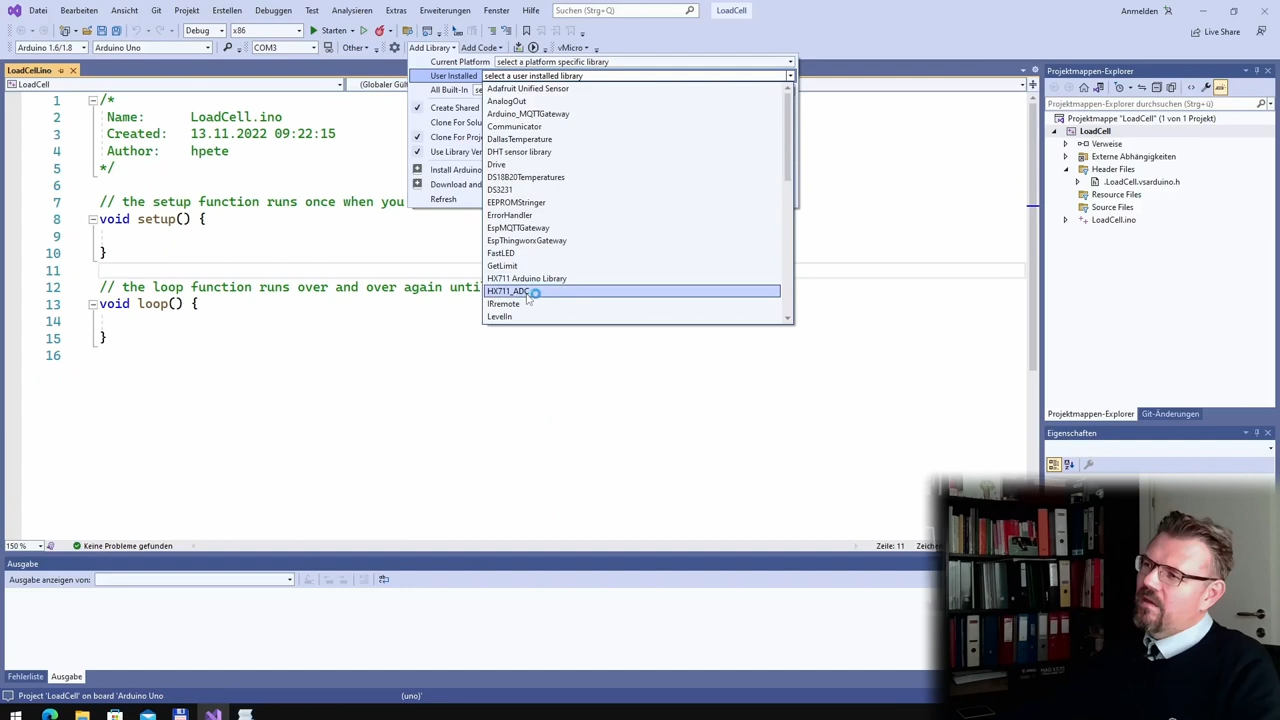 Datei Bearbeiten Ansicht Git Projekt Erstellen Debuggen Test Analysieren Extras Erweiterungen Fenster Hilfe Suchen (Strg+Q) LoadCell Anmelden
Debug x86 Starten Live Share
Arduino 1.6/1.8 Arduino Uno COM3 Other Add Library Add Code vMicro
LoadCell.ino
LoadCell (Globaler Gültig
1 /*
2 Name: LoadCell.ino
3 Created: 13.11.2022 09:22:15
4 Author: hpete
5 */
6
7 // the setup function runs once when you
8 void setup() {
9
10 }
11
12 // the loop function runs over and over again unti
13 void loop() {
14
15 }
16
Current Platform select a platform specific library
User Installed select a user installed library
All Built-In se
Create Shared
Clone For Solu
Clone For Proje
Use Library Ver
Install Arduino
Download and
Refresh
Adafruit Unified Sensor
AnalogOut
Arduino_MQTTGateway
Communicator
DallasTemperature
DHT sensor library
Drive
DS18B20Temperatures
DS3231
EEPROMStringer
ErrorHandler
EspMQTTGateway
EspThingworxGateway
FastLED
GetLimit
HX711 Arduino Library
HX711_ADC
IRremote
LevelIn
Projektmappen-Explorer
Projektmappen-Explorer durchsuchen (Strg+ü)
Projektmappe "LoadCell" (1 von 1 Projekt)
LoadCell
Verweise
Externe Abhängigkeiten
Header Files
.LoadCell.vsarduino.h
Resource Files
Source Files
LoadCell.ino
Projektmappen-Explorer Git-Änderungen
Eigenschaften
150 % Keine Probleme gefunden Zeile: 11 Zeichen
Ausgabe
Ausgabe anzeigen von:
Fehlerliste Ausgabe
Project 'LoadCell' on board 'Arduino Uno (uno)'